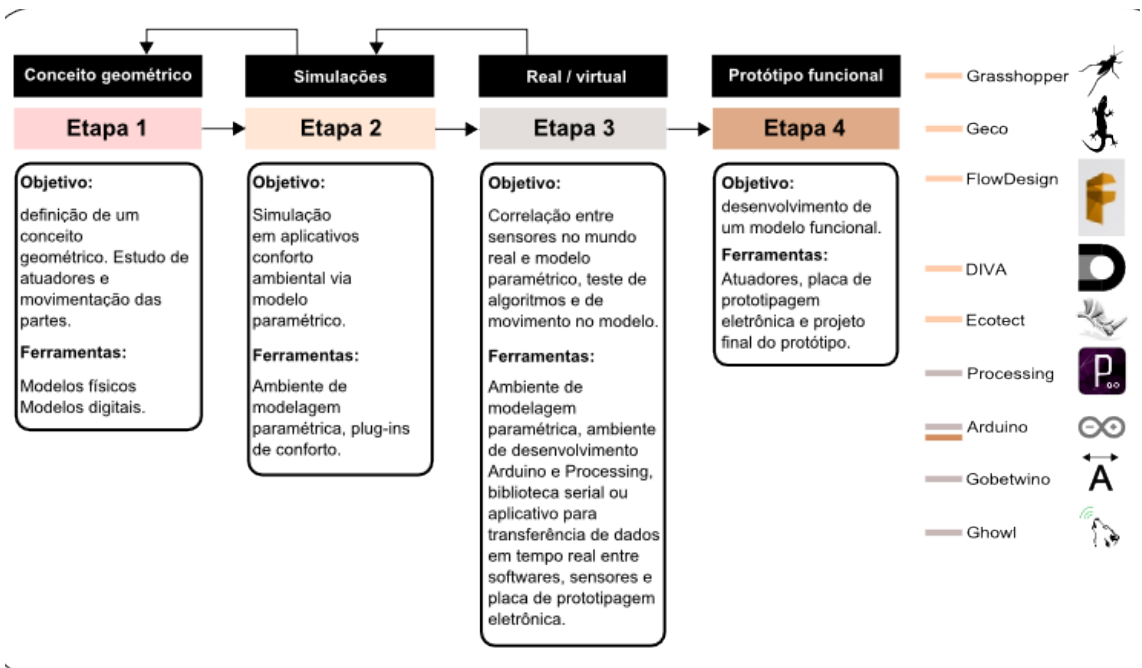 Conceito geométrico
Simulações
Real / virtual
Protótipo funcional
Etapa 1
Etapa 2
Etapa 3
Etapa 4
Objetivo:
definição de um
conceito
geométrico. Estudo de
atuadores e
movimentação das
partes.
Ferramentas:
Modelos físicos
Modelos digitais.
Objetivo:
Simulação
em aplicativos
conforto
ambiental via
modelo
paramétrico.
Ferramentas:
Ambiente de
modelagem
paramétrica, plug-ins
de conforto.
Objetivo:
Correlação entre
sensores no mundo
real e modelo
paramétrico, teste de
algoritmos e de
movimento no modelo.
Ferramentas:
Ambiente de
modelagem
paramétrica, ambiente
de desenvolvimento
Arduino e Processing,
biblioteca serial ou
aplicativo para
transferência de dados
em tempo real entre
softwares, sensores e
placa de prototipagem
eletrônica.
Objetivo:
desenvolvimento de
um modelo funcional.
Ferramentas:
Atuadores, placa de
prototipagem
eletrônica e projeto
final do protótipo.
Grasshopper
Geco
FlowDesign
F
DIVA
Ecotect
Processing
P
GO
Arduino
Gobetwino
A
Ghowl